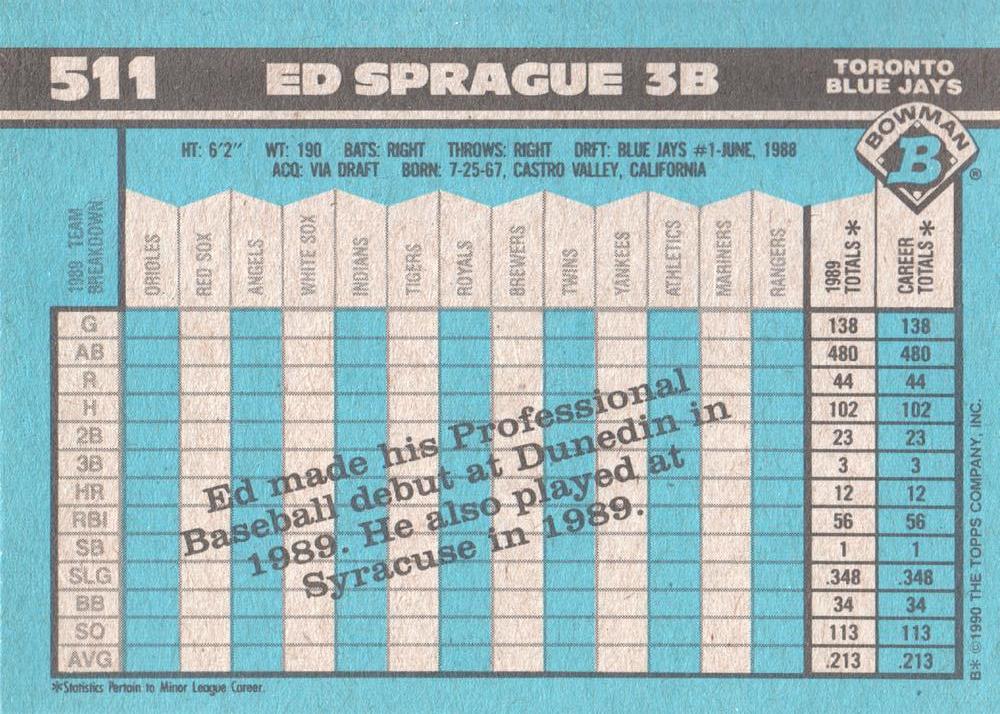 511 ED SPRAGUE 3B TORONTO
BLUE JAYS
BOWMAN
B
®
HT: 6'2" WT: 190 BATS: RIGHT THROWS: RIGHT DRFT: BLUE JAYS #1-JUNE, 1988
ACQ: VIA DRAFT BORN: 7-25-67, CASTRO VALLEY, CALIFORNIA
1989 TEAM
BREAKDOWN
ORIOLES
RED SOX
ANGELS
WHITE SOX
INDIANS
TIGERS
ROYALS
BREWERS
TWINS
YANKEES
ATHLETICS
MARINERS
RANGERS
1989
TOTALS *
CAREER
TOTALS *
G 138 138
AB 480 480
R 44 44
H 102 102
2B 23 23
3B 3 3
HR 12 12
RBI 56 56
SB 1 1
SLG .348 .348
BB 34 34
SO 113 113
AVG .213 .213
Ed made his Professional
Baseball debut at Dunedin in
1989. He also played at
Syracuse in 1989.
*Statistics Pertain to Minor League Career.
B* ©1990 THE TOPPS COMPANY, INC.